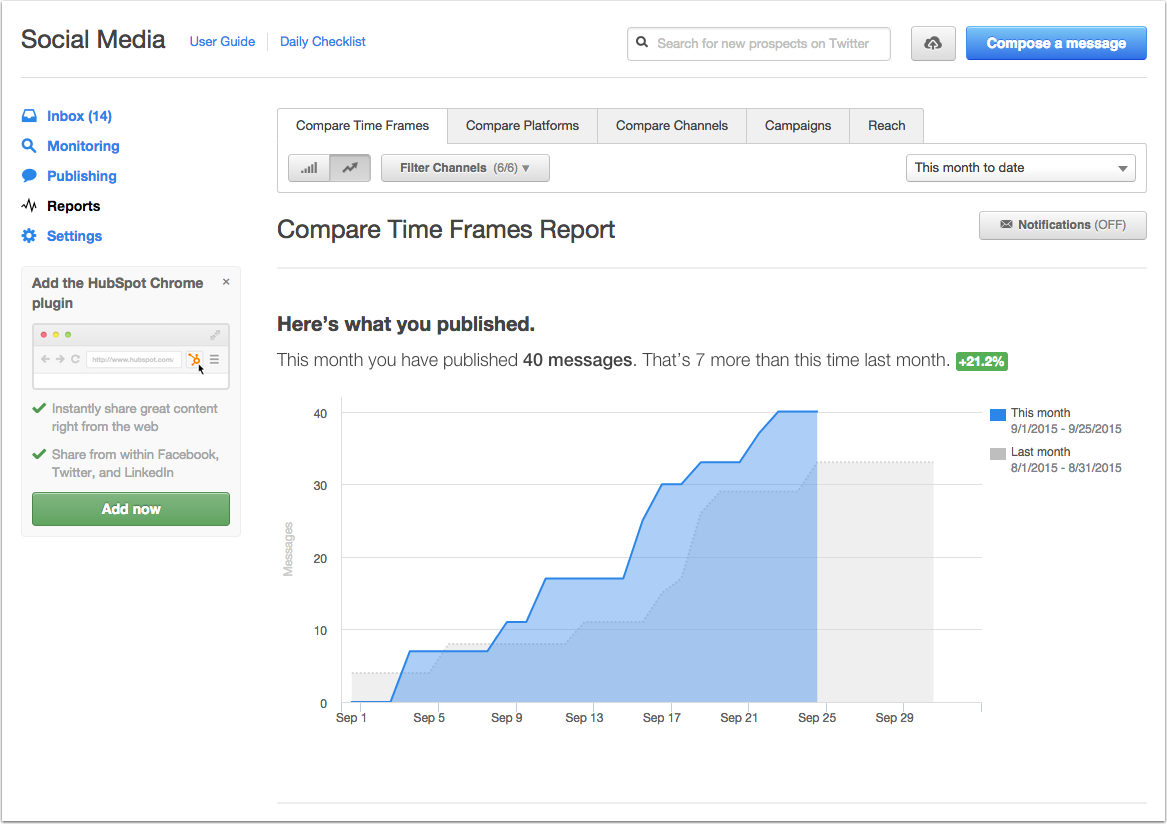 Social Media
User Guide
Daily Checklist
Search for new prospects on Twitter
Compose a message
Inbox (14)
Monitoring
Publishing
Reports
Settings
Add the HubSpot Chrome
plugin
×
http://www.hubspot.com
Instantly share great content
right from the web
Share from within Facebook,
Twitter, and LinkedIn
Add now
Compare Time Frames
Compare Platforms
Compare Channels
Campaigns
Reach
Filter Channels (6/6) ▼
This month to date
Compare Time Frames Report
Notifications (OFF)
Here’s what you published.
This month you have published 40 messages. That’s 7 more than this time last month. +21.2%
40
30
20
10
0
Messages
Sep 1 Sep 5 Sep 9 Sep 13 Sep 17 Sep 21 Sep 25 Sep 29
This month
9/1/2015 - 9/25/2015
Last month
8/1/2015 - 8/31/2015